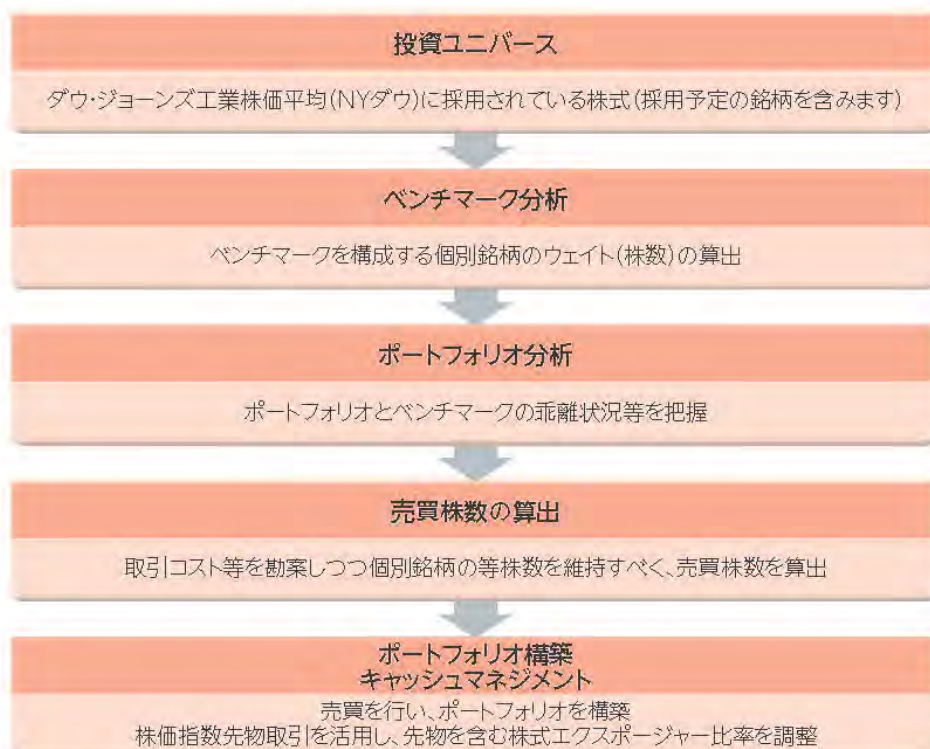 投資ユニバース
ダウ・ジョーンズ工業株価平均(NYダウ)に採用されている株式(採用予定の銘柄を含みます)
ベンチマーク分析
ベンチマークを構成する個別銘柄のウェイト(株数)の算出
ポートフォリオ分析
ポートフォリオとベンチマークの乖離状況等を把握
売買株数の算出
取引コスト等を勘案しつつ個別銘柄の等株数を維持すべく、売買株数を算出
ポートフォリオ構築
キャッシュマネジメント
売買を行い、ポートフォリオを構築
株価指数先物取引を活用し、先物を含む株式エクスポージャー比率を調整